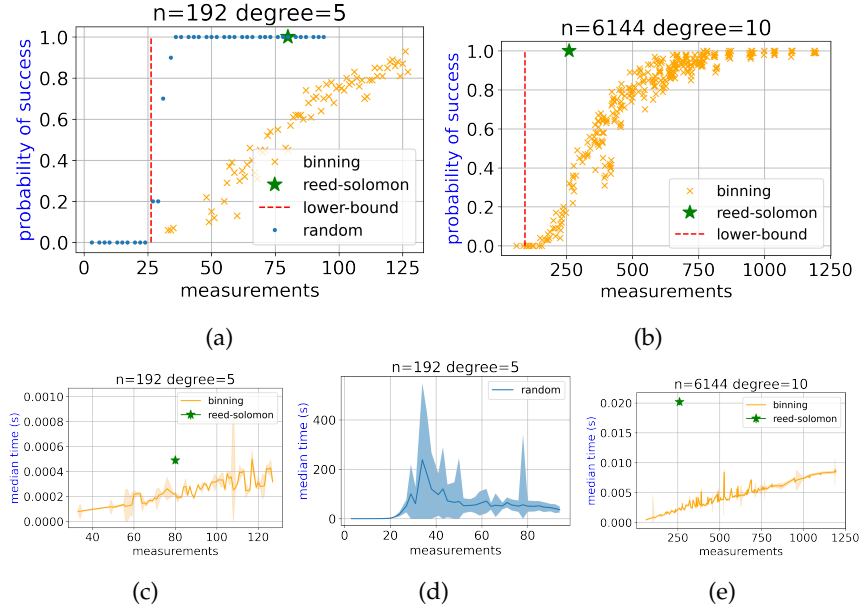 n=192 degree=5
probability of success
1.0
0.8
0.6
0.4
0.2
0.0
binning
reed-solomon
lower-bound
random
0 25 50 75 100 125
measurements
(a)
n=6144 degree=10
probability of success
1.0
0.8
0.6
0.4
0.2
0.0
binning
reed-solomon
lower-bound
250 500 750 1000 1250
measurements
(b)
n=192 degree=5
median time (s)
0.0010
0.0008
0.0006
0.0004
0.0002
0.0000
binning
reed-solomon
40 60 80 100 120
measurements
(c)
n=192 degree=5
median time (s)
400
200
0
random
0 20 40 60 80
measurements
(d)
n=6144 degree=10
median time (s)
0.020
0.015
0.010
0.005
0.000
binning
reed-solomon
250 500 750 1000 1250
measurements
(e)